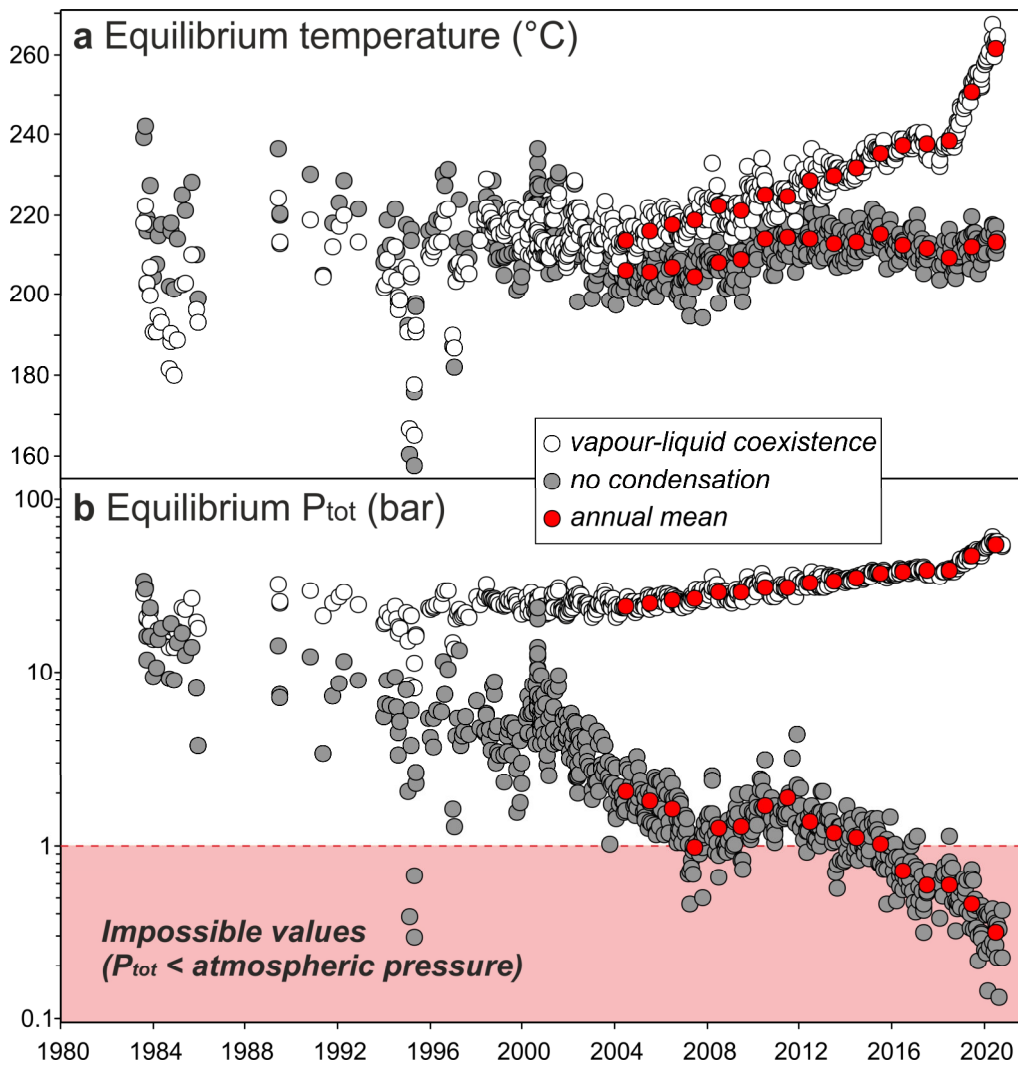 a Equilibrium temperature (°C)
260
240
220
200
180
160
vapour-liquid coexistence
no condensation
annual mean
b Equilibrium Ptot (bar)
100
10
1
0.1
Impossible values
(Ptot < atmospheric pressure)
1980 1984 1988 1992 1996 2000 2004 2008 2012 2016 2020